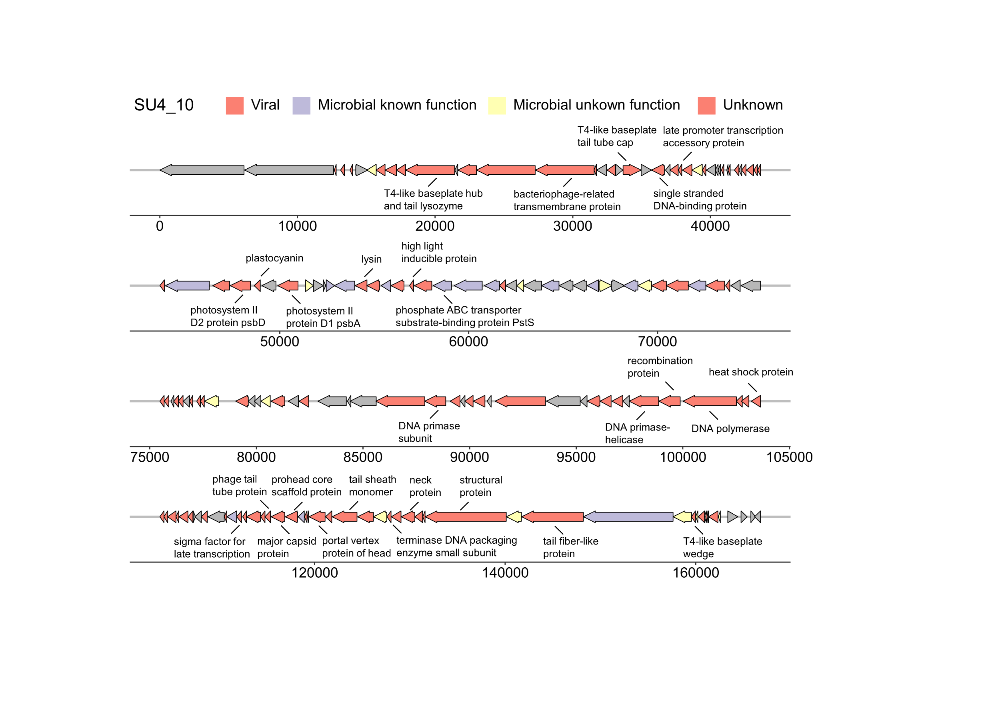 SU4_10 Viral Microbial known function Microbial unkown function Unknown
T4-like baseplate
tail tube cap
late promoter transcription
accessory protein
T4-like baseplate hub
and tail lysozyme
bacteriophage-related
transmembrane protein
single stranded
DNA-binding protein
0 10000 20000 30000 40000
plastocyanin
lysin
high light
inducible protein
photosystem II
D2 protein psbD
photosystem II
protein D1 psbA
phosphate ABC transporter
substrate-binding protein PstS
50000 60000 70000
recombination
protein
heat shock protein
DNA primase
subunit
DNA primase-
helicase
DNA polymerase
75000 80000 85000 90000 95000 100000 105000
phage tail
tube protein
prohead core
scaffold protein
tail sheath
monomer
neck
protein
structural
protein
sigma factor for
late transcription
major capsid
protein
portal vertex
protein of head
terminase DNA packaging
enzyme small subunit
tail fiber-like
protein
T4-like baseplate
wedge
120000 140000 160000